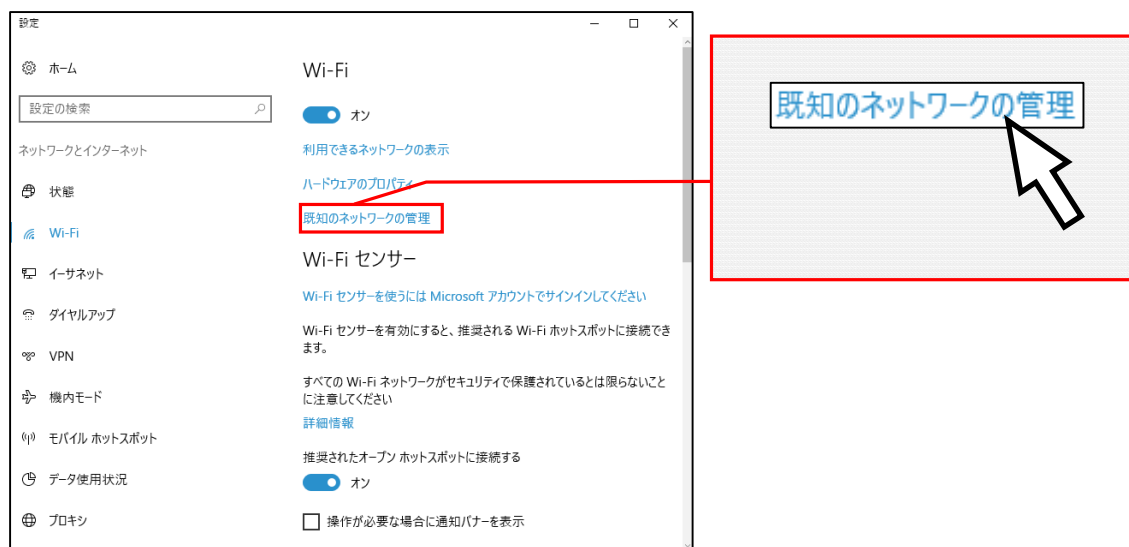 設定
ホーム
設定の検索
ネットワークとインターネット
状態
Wi-Fi
イーサネット
ダイヤルアップ
VPN
機内モード
モバイル ホットスポット
データ使用状況
プロキシ
Wi-Fi
オン
利用できるネットワークの表示
ハードウェアのプロパティ
既知のネットワークの管理
Wi-Fi センサー
Wi-Fi センサーを使うには Microsoft アカウントでサインインしてください
Wi-Fi センサーを有効にすると、推奨される Wi-Fi ホットスポットに接続でき
ます。
すべての Wi-Fi ネットワークがセキュリティで保護されているとは限らないこと
に注意してください
詳細情報
推奨されたオープン ホットスポットに接続する
オン
操作が必要な場合に通知バナーを表示
既知のネットワークの管理